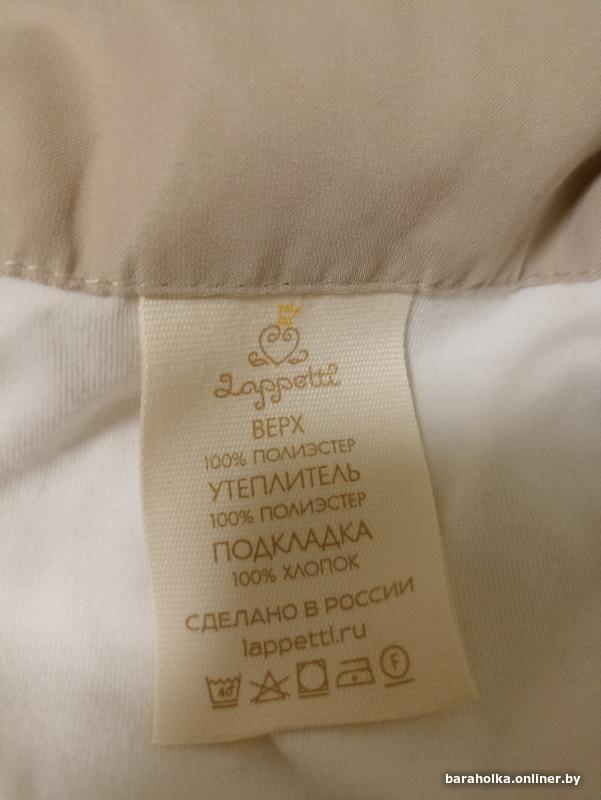 Lappetti
ВЕРХ
100% ПОЛИЭСТЕР
УТЕПЛИТЕЛЬ
100% ПОЛИЭСТЕР
ПОДКЛАДКА
100% ХЛОПОК
СДЕЛАНО В РОССИИ
lappetti.ru
40° F
baraholka.onliner.by